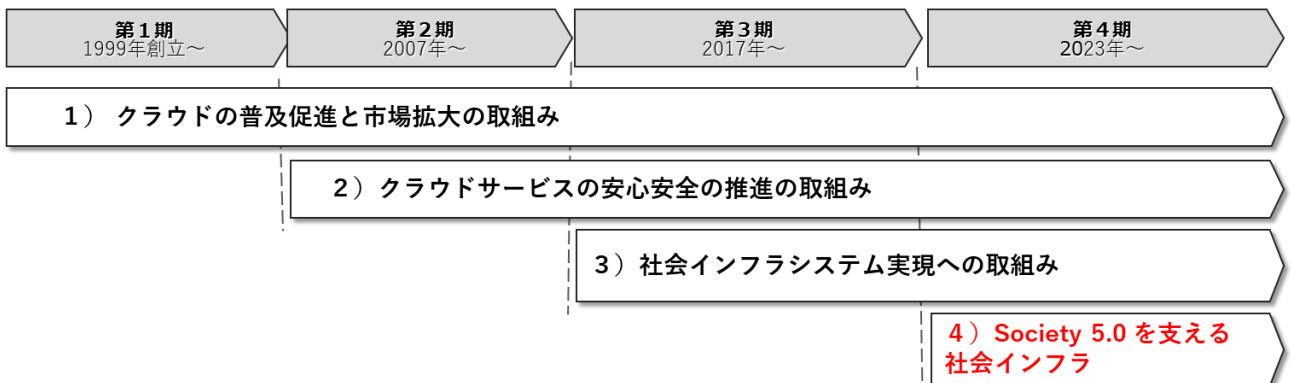 第１期
1999年創立～
第２期
2007年～
第３期
2017年～
第４期
2023年～
１） クラウドの普及促進と市場拡大の取組み
２）クラウドサービスの安心安全の推進の取組み
３）社会インフラシステム実現への取組み
４）Society 5.0 を支える
社会インフラ